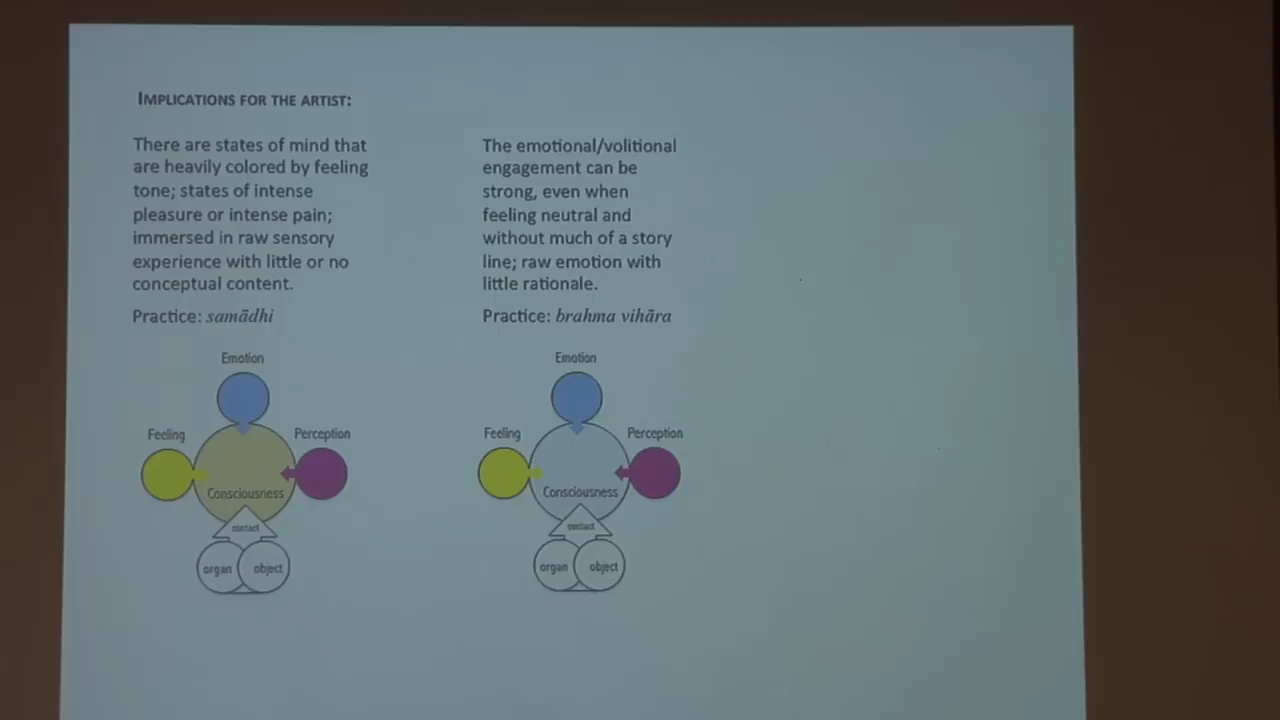 IMPLICATIONS FOR THE ARTIST:
There are states of mind that
are heavily colored by feeling
tone; states of intense
pleasure or intense pain;
immersed in raw sensory
experience with little or no
conceptual content.
Practice: samādhi
Emotion
Feeling
Perception
Consciousness
contact
organ
object
The emotional/volitional
engagement can be
strong, even when
feeling neutral and
without much of a story
line; raw emotion with
little rationale.
Practice: brahma vihāra
Emotion
Feeling
Perception
Consciousness
contact
organ
object